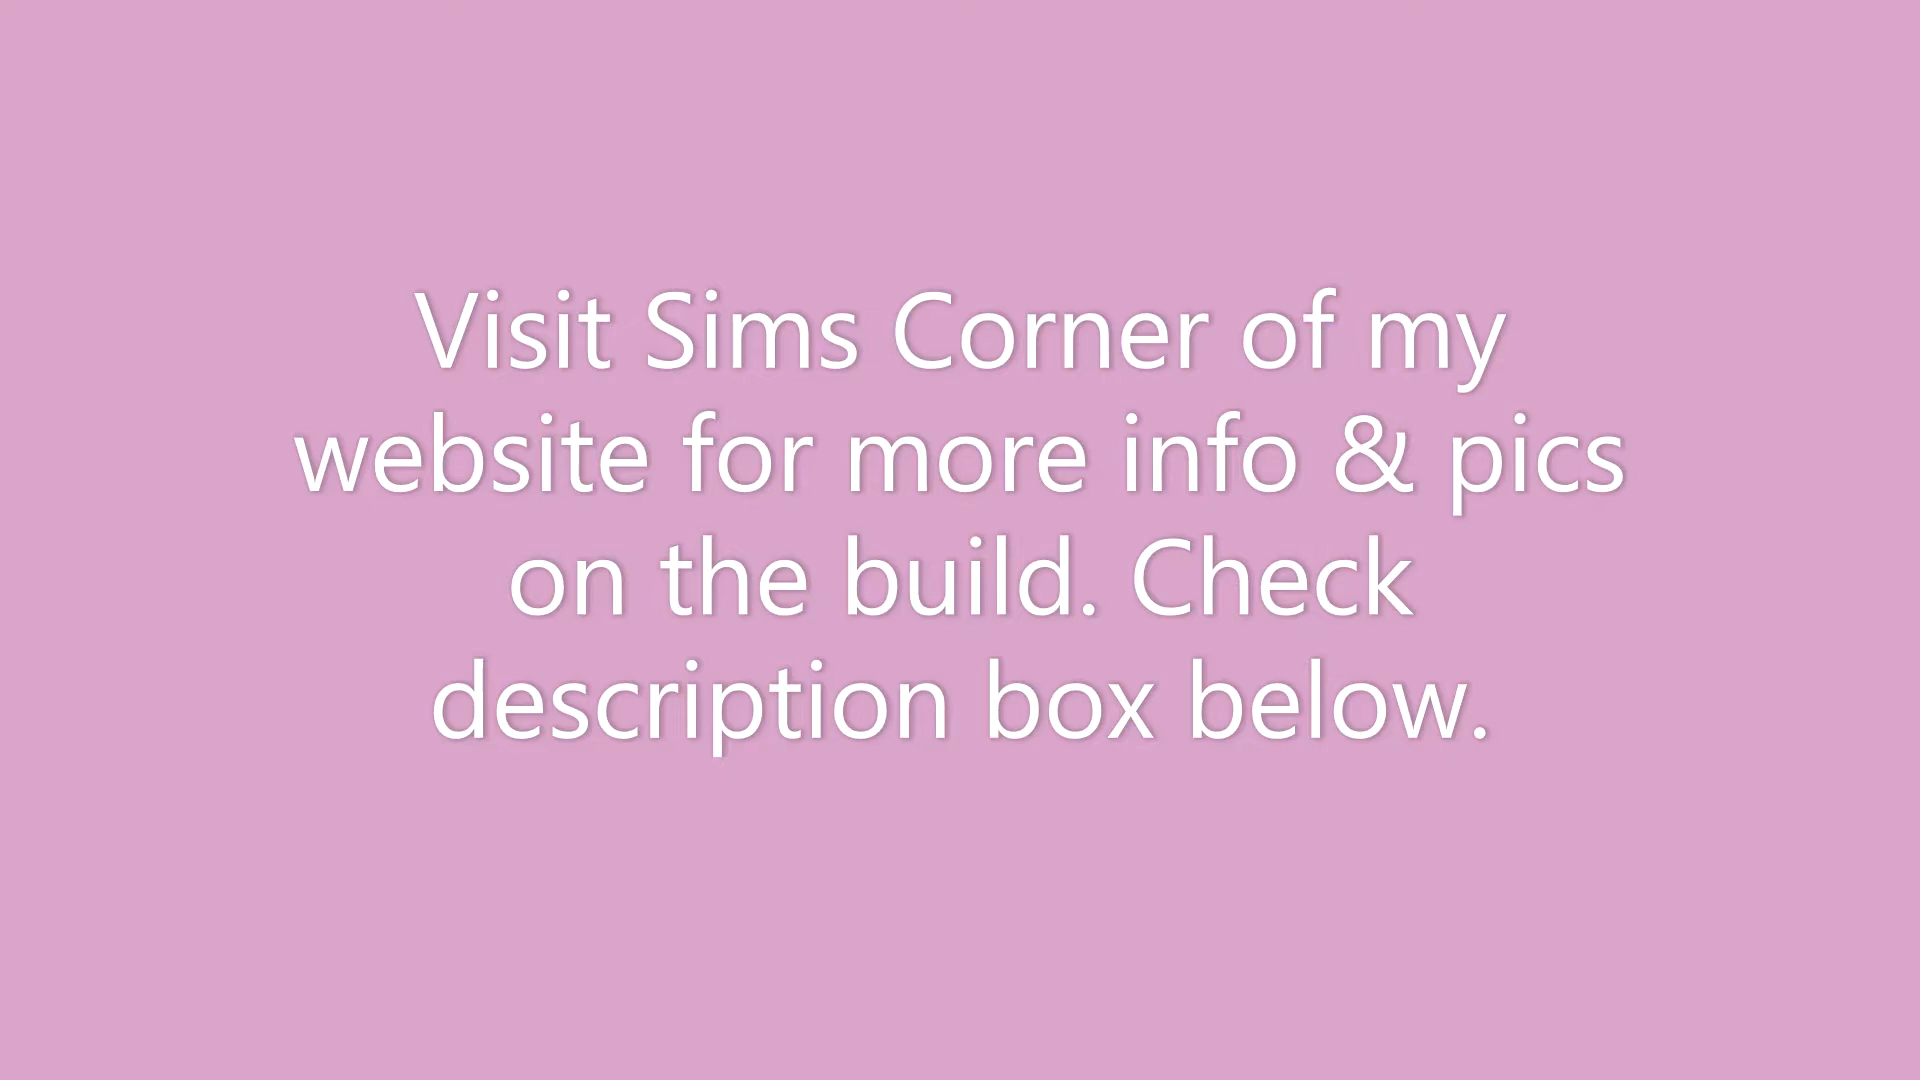 Visit Sims Corner of my
website for more info & pics
on the build. Check
description box below.